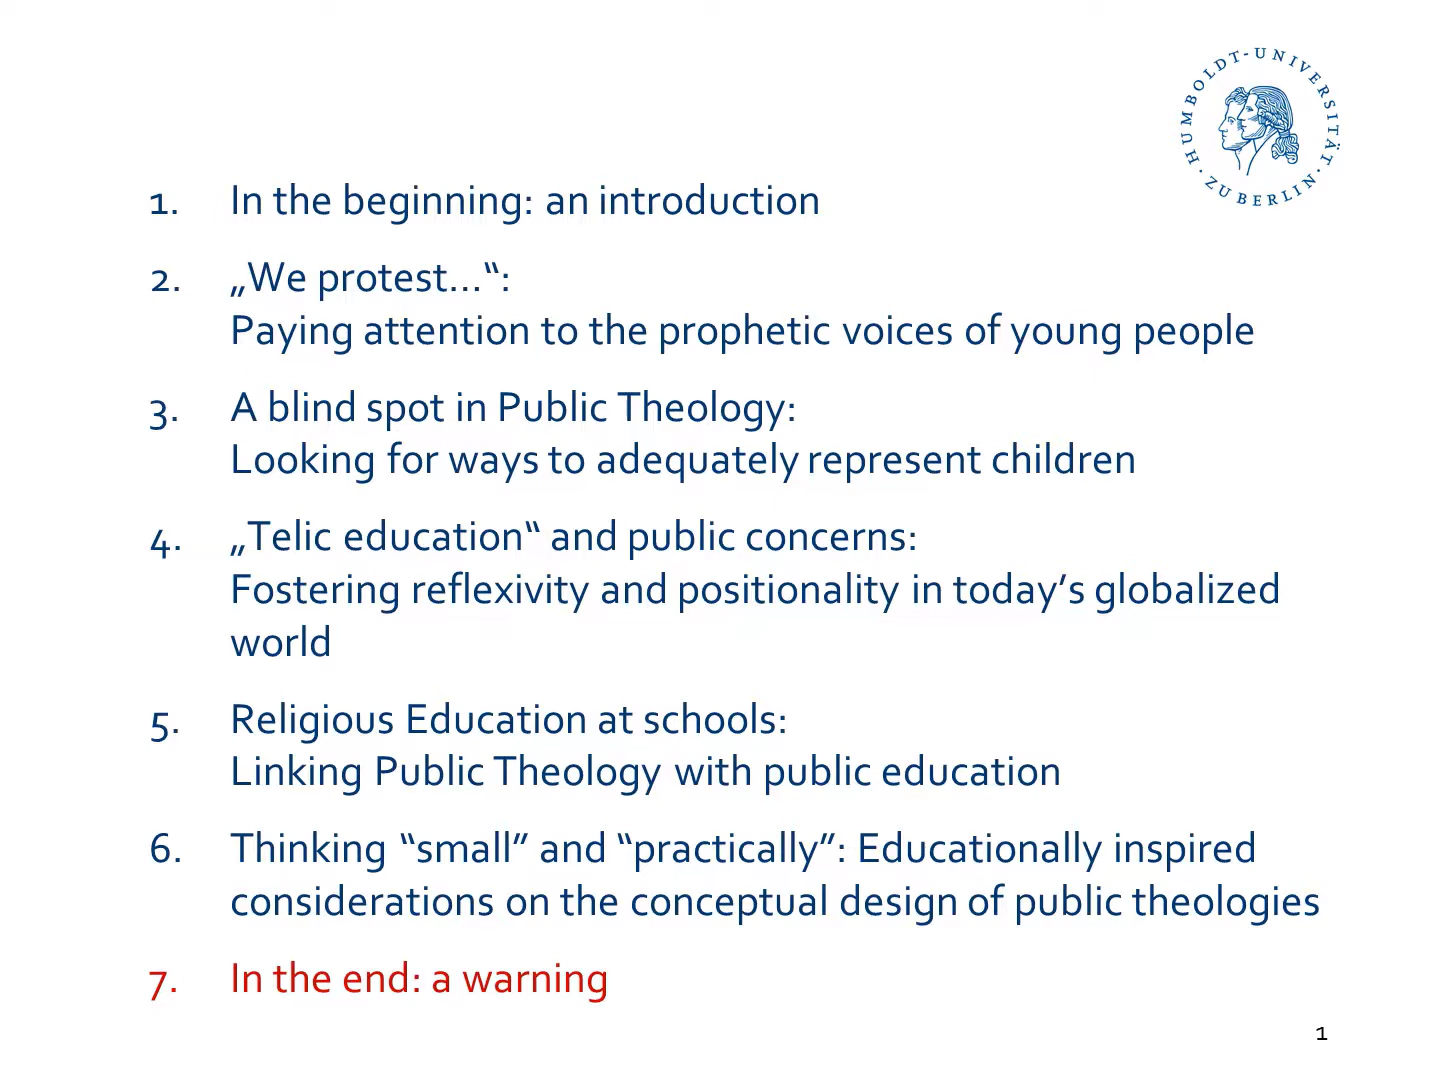 HUMBOLDT-UNIVERSITÄT · ZU BERLIN ·
1. In the beginning: an introduction
2. „We protest…“:
Paying attention to the prophetic voices of young people
3. A blind spot in Public Theology:
Looking for ways to adequately represent children
4. „Telic education“ and public concerns:
Fostering reflexivity and positionality in today’s globalized
world
5. Religious Education at schools:
Linking Public Theology with public education
6. Thinking “small” and “practically”: Educationally inspired
considerations on the conceptual design of public theologies
7. In the end: a warning
1